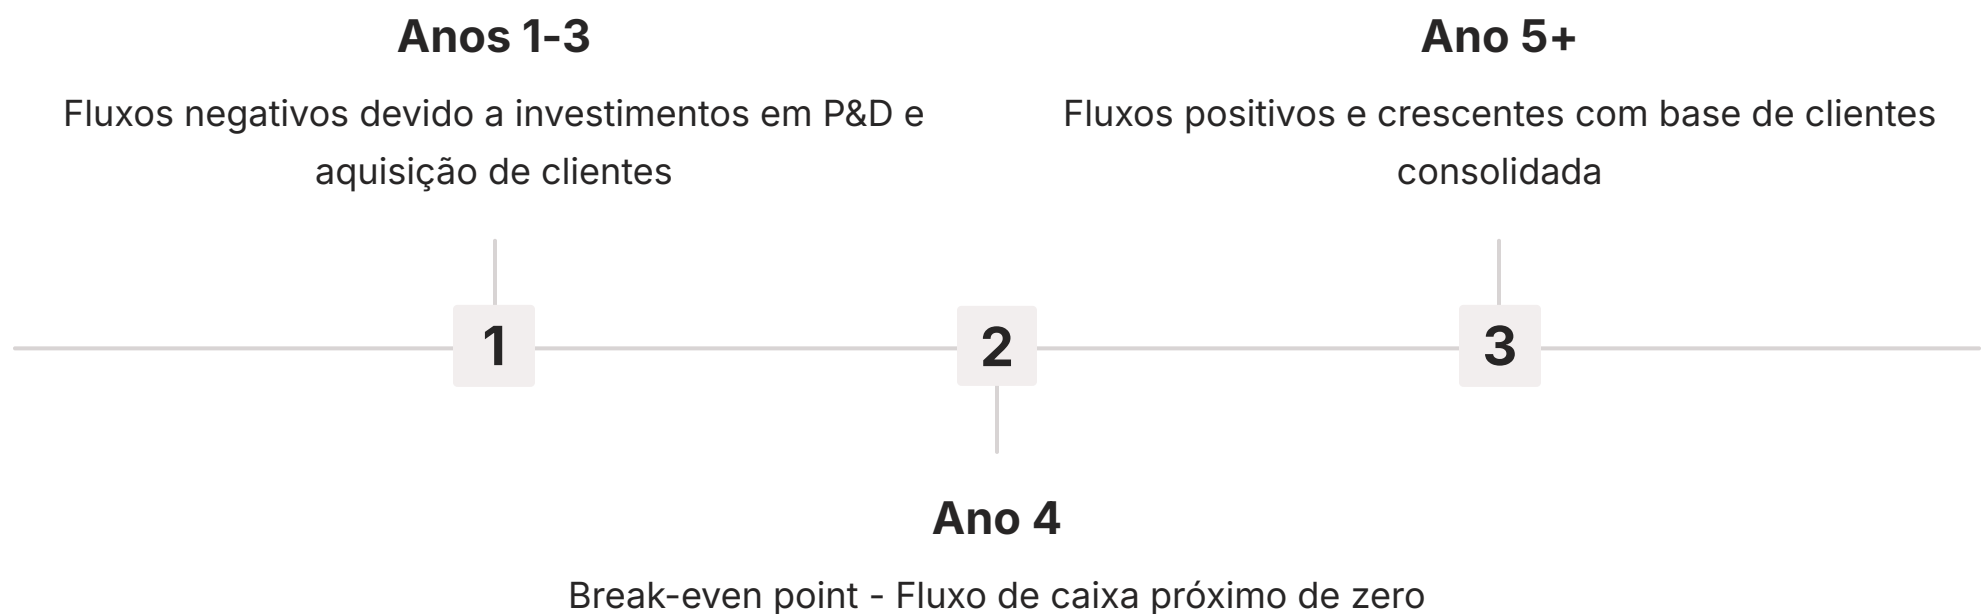 Anos 1-3
Fluxos negativos devido a investimentos em P&D e
aquisição de clientes
1
Ano 4
Break-even point - Fluxo de caixa próximo de zero
2
Ano 5+
Fluxos positivos e crescentes com base de clientes
consolidada
3